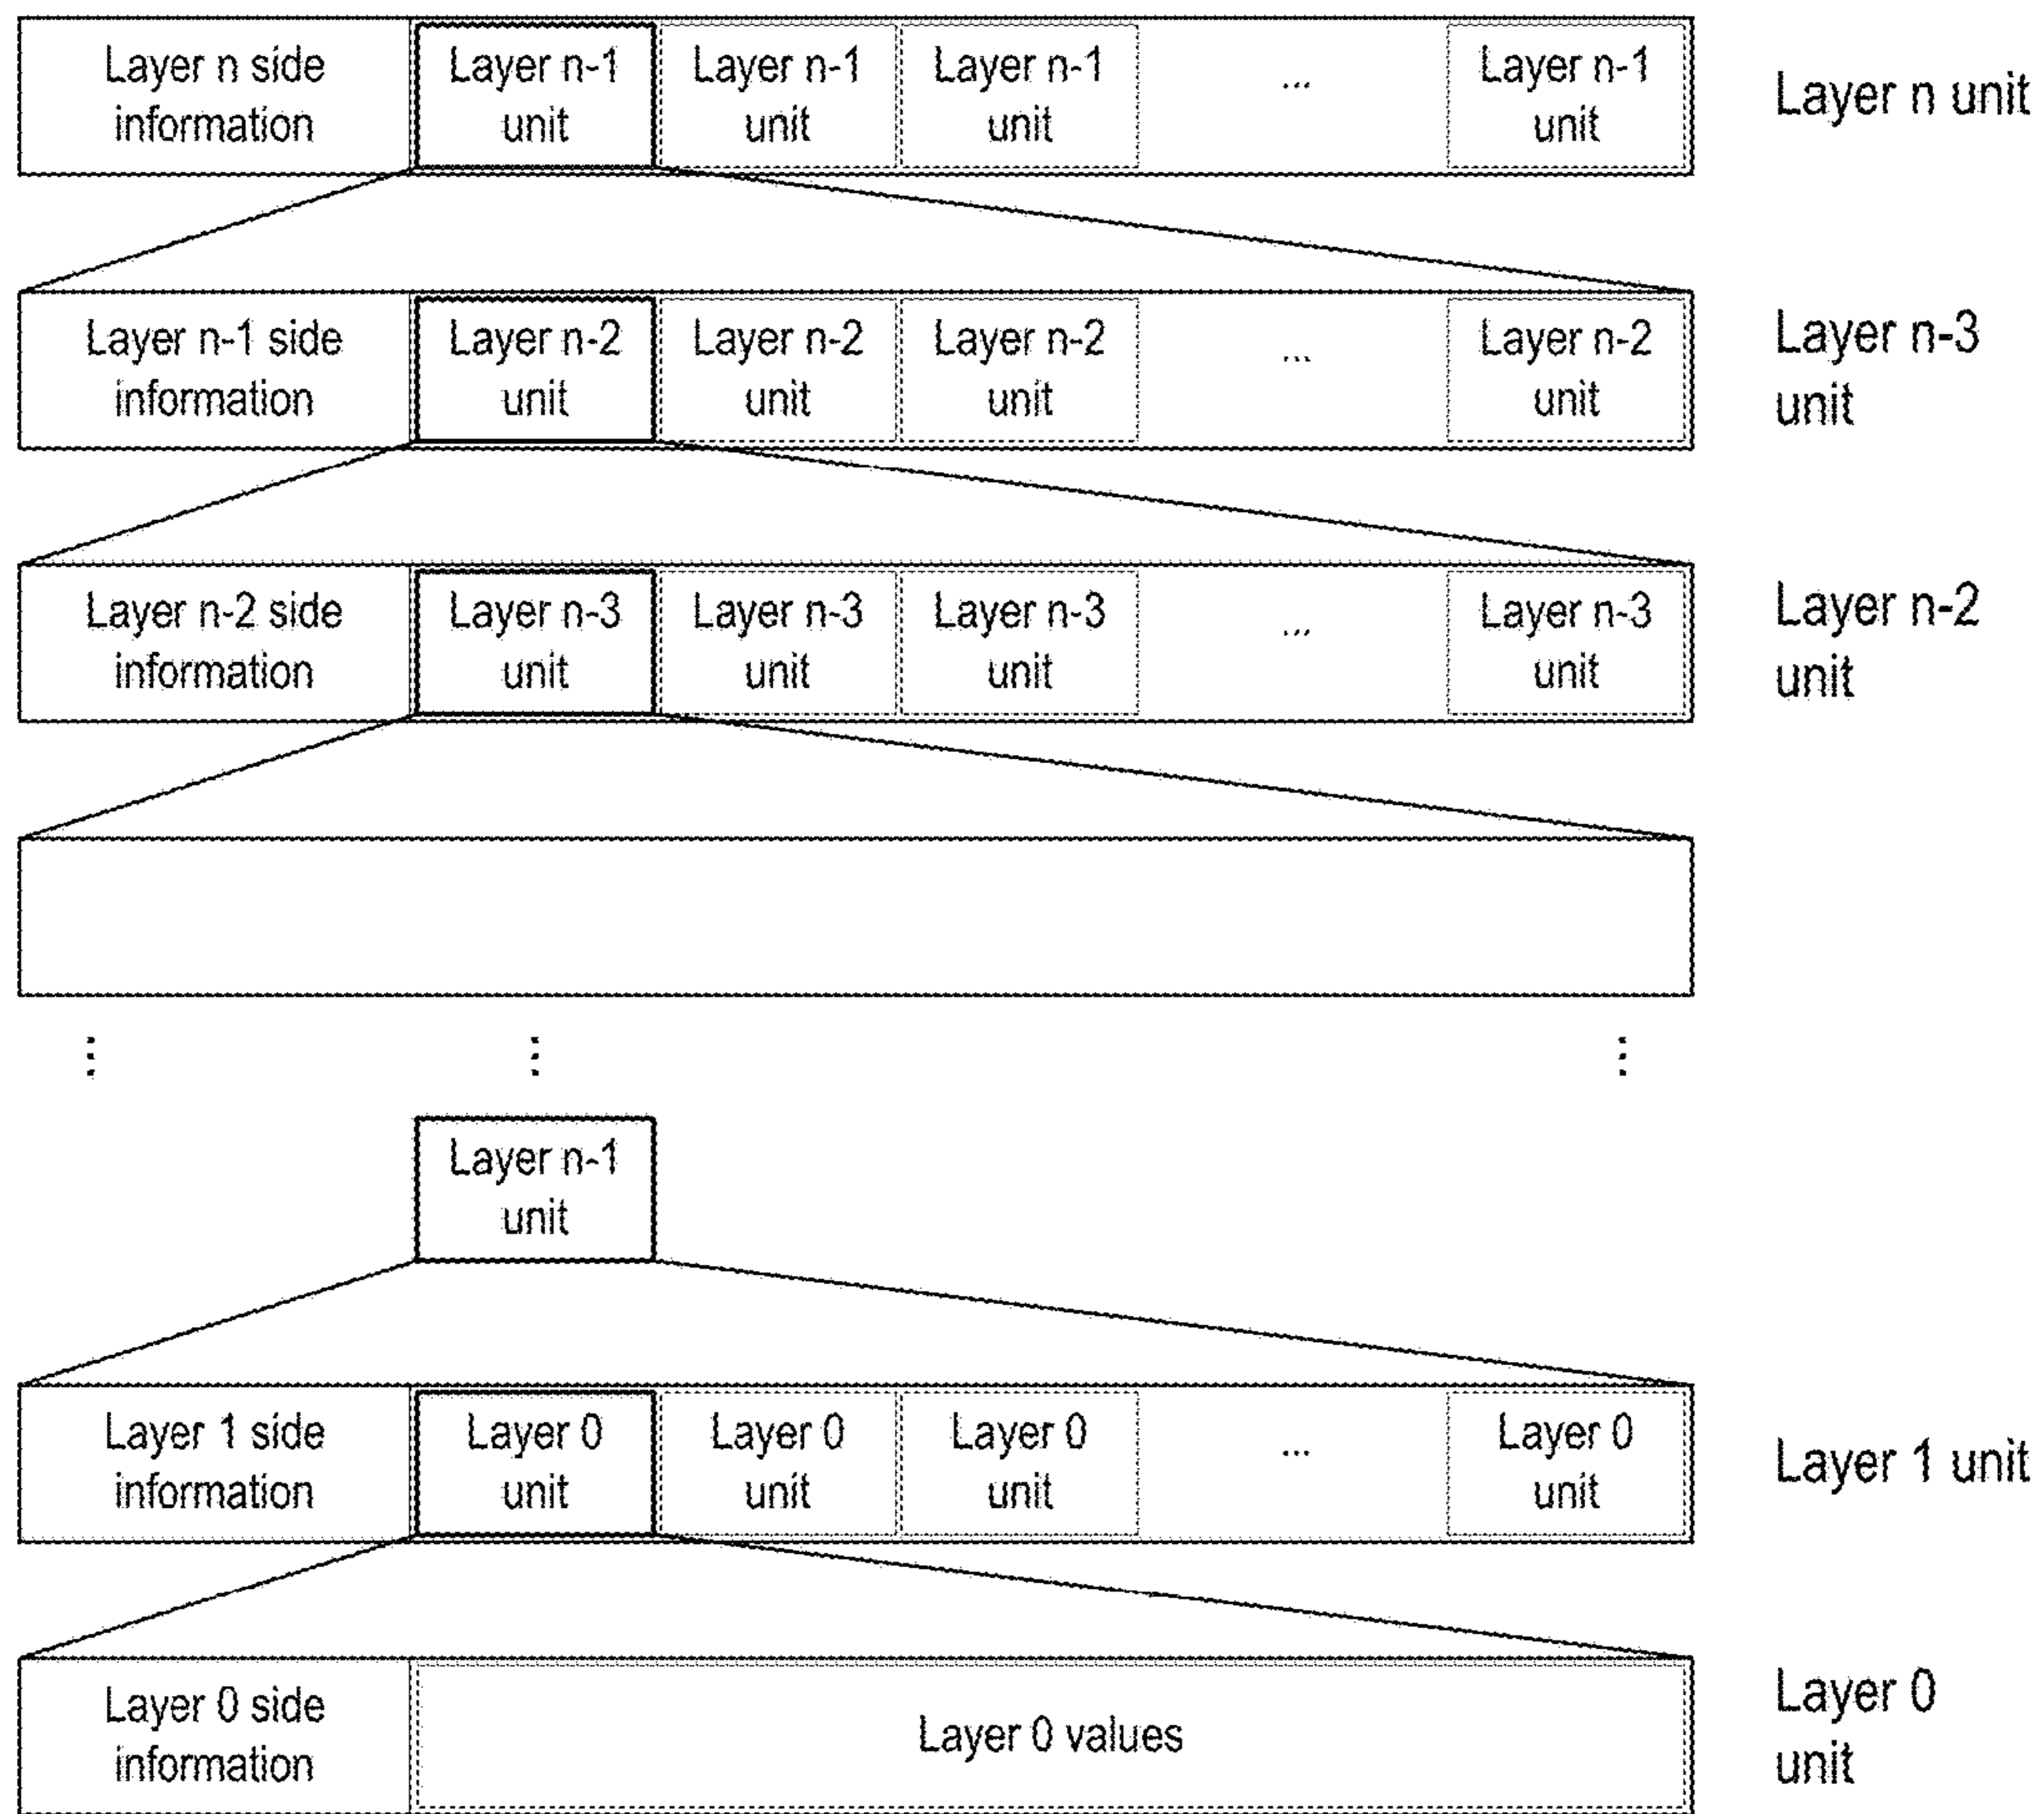 Layer n side
information
Layer n-1
unit
Layer n-1
unit
Layer n-1
unit
...
Layer n-1
unit
Layer n unit
Layer n-1 side
information
Layer n-2
unit
Layer n-2
unit
Layer n-2
unit
...
Layer n-2
unit
Layer n-3
unit
Layer n-2 side
information
Layer n-3
unit
Layer n-3
unit
Layer n-3
unit
...
Layer n-3
unit
Layer n-2
unit
Layer n-1
unit
Layer 1 side
information
Layer 0
unit
Layer 0
unit
Layer 0
unit
...
Layer 0
unit
Layer 1 unit
Layer 0 side
information
Layer 0 values
Layer 0
unit